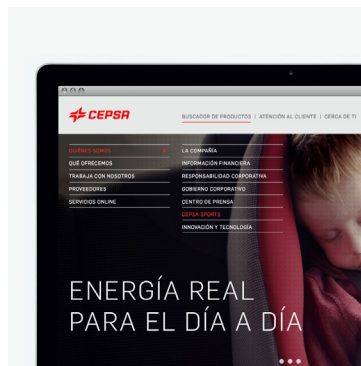 CEPSA
BUSCADOR DE PRODUCTOS | ATENCIÓN AL CLIENTE | CERCA DE TI
QUIÉNES SOMOS
QUÉ OFRECEMOS
TRABAJA CON NOSOTROS
PROVEEDORES
SERVICIOS ONLINE
LA COMPAÑÍA
INFORMACIÓN FINANCIERA
RESPONSABILIDAD CORPORATIVA
GOBIERNO CORPORATIVO
CENTRO DE PRENSA
CEPSA SPORTS
INNOVACIÓN Y TECNOLOGÍA
ENERGÍA REAL
PARA EL DÍA A DÍA